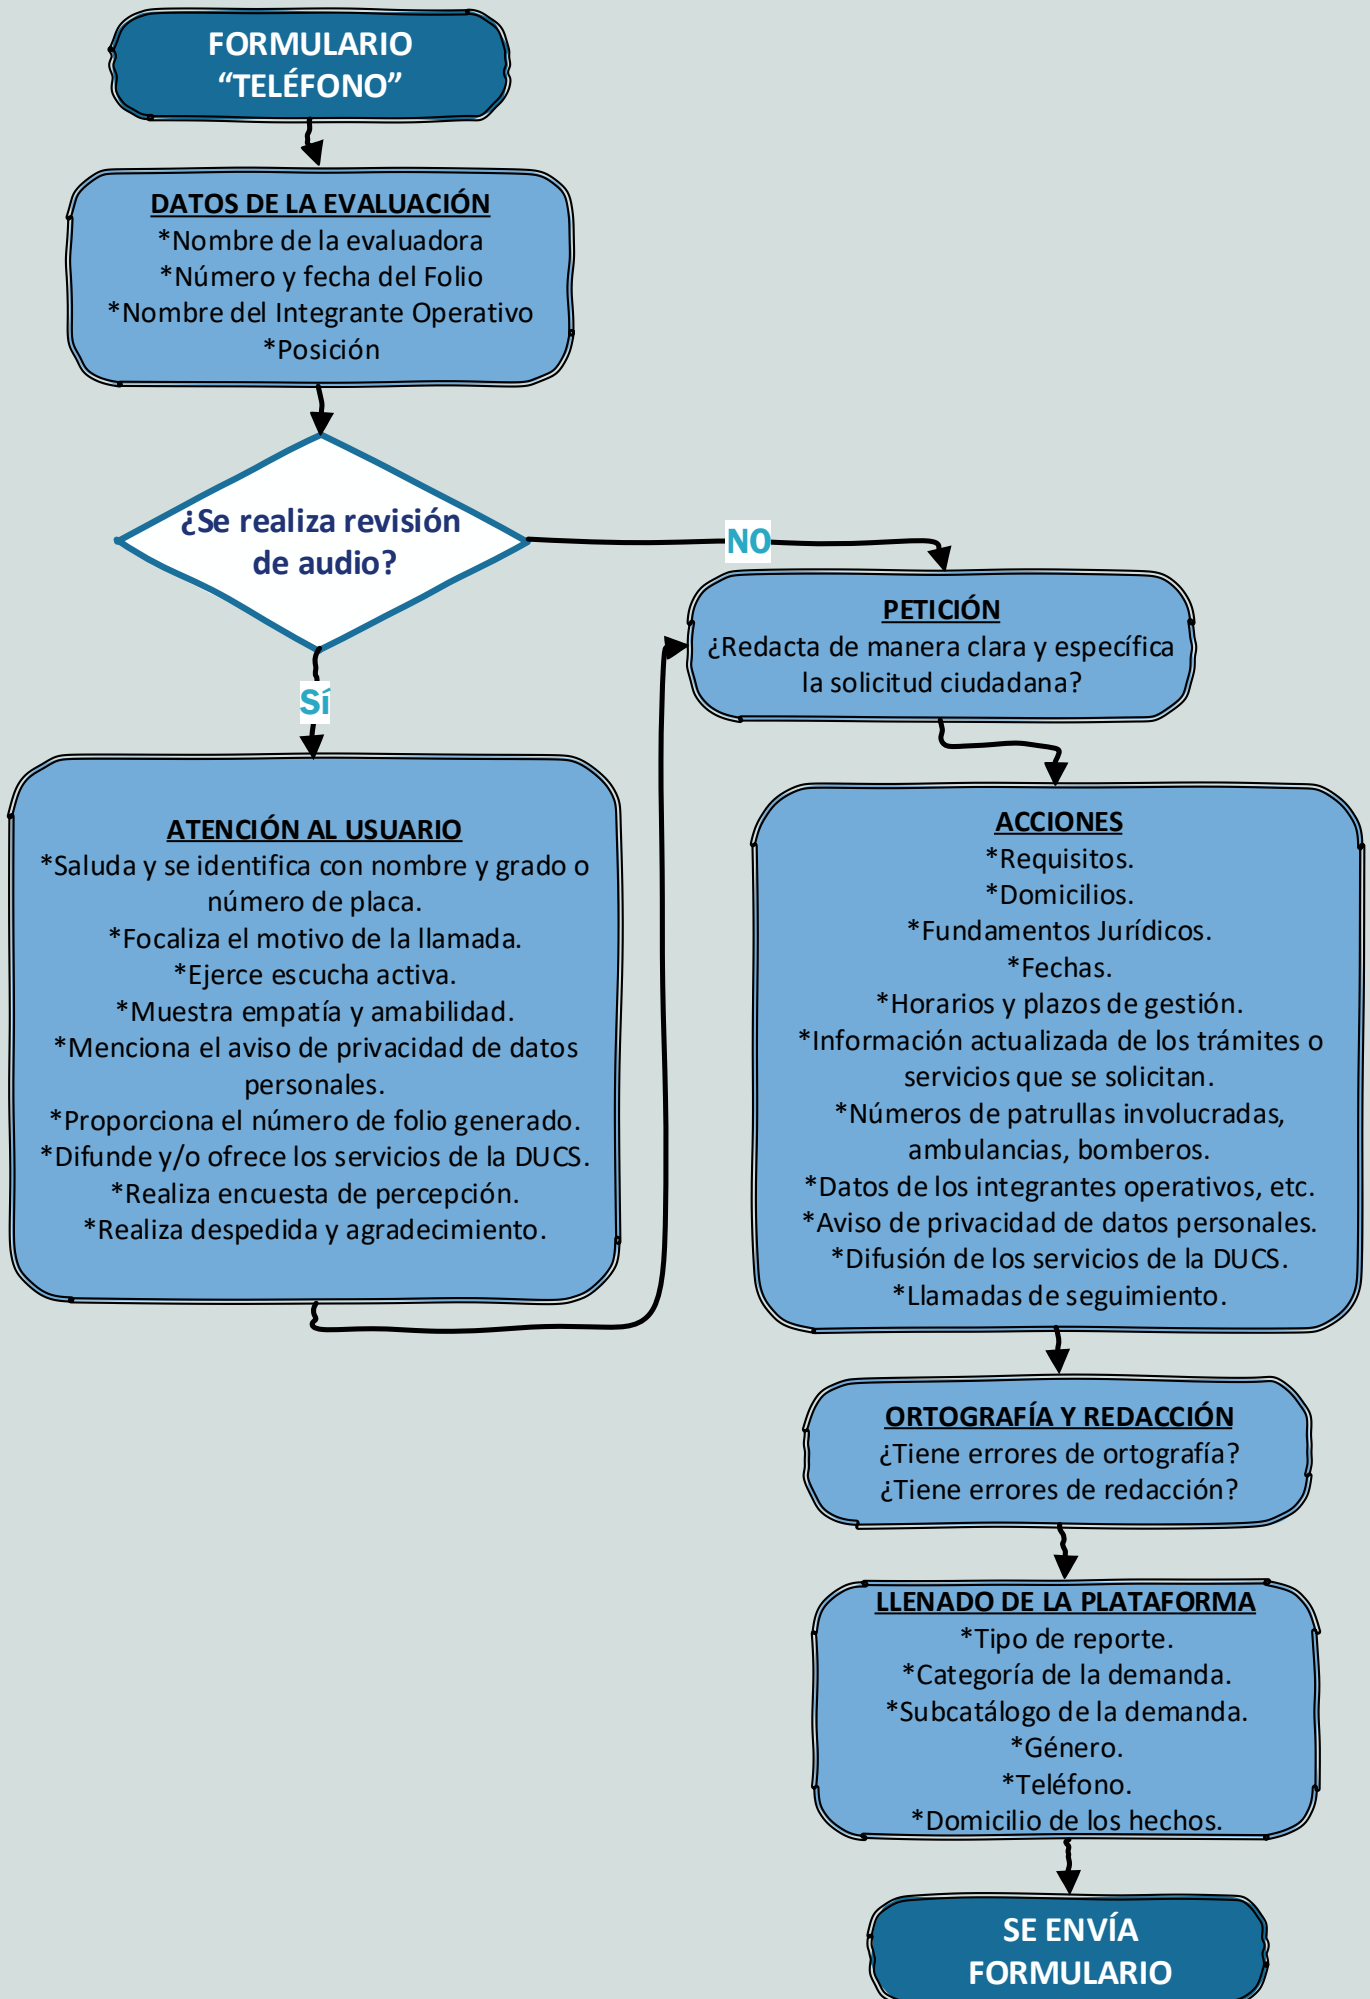 FORMULARIO
“TELÉFONO”
DATOS DE LA EVALUACIÓN
*Nombre de la evaluadora
*Número y fecha del Folio
*Nombre del Integrante Operativo
*Posición
¿Se realiza revisión
de audio?
NO
Sí
PETICIÓN
¿Redacta de manera clara y específica
la solicitud ciudadana?
ATENCIÓN AL USUARIO
*Saluda y se identifica con nombre y grado o
número de placa.
*Focaliza el motivo de la llamada.
*Ejerce escucha activa.
*Muestra empatía y amabilidad.
*Menciona el aviso de privacidad de datos
personales.
*Proporciona el número de folio generado.
*Difunde y/o ofrece los servicios de la DUCS.
*Realiza encuesta de percepción.
*Realiza despedida y agradecimiento.
ACCIONES
*Requisitos.
*Domicilios.
*Fundamentos Jurídicos.
*Fechas.
*Horarios y plazos de gestión.
*Información actualizada de los trámites o
servicios que se solicitan.
*Números de patrullas involucradas,
ambulancias, bomberos.
*Datos de los integrantes operativos, etc.
*Aviso de privacidad de datos personales.
*Difusión de los servicios de la DUCS.
*Llamadas de seguimiento.
ORTOGRAFÍA Y REDACCIÓN
¿Tiene errores de ortografía?
¿Tiene errores de redacción?
LLENADO DE LA PLATAFORMA
*Tipo de reporte.
*Categoría de la demanda.
*Subcatálogo de la demanda.
*Género.
*Teléfono.
*Domicilio de los hechos.
SE ENVÍA
FORMULARIO